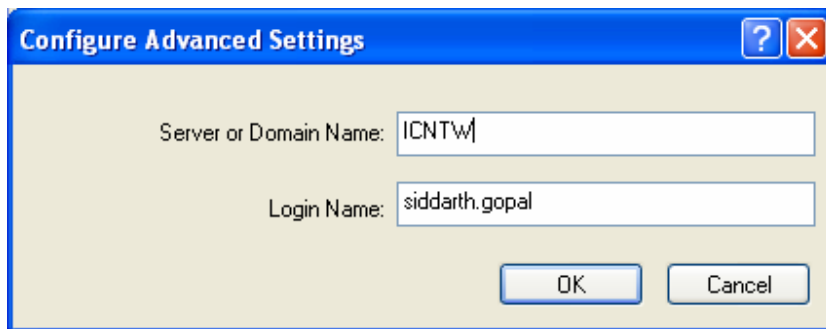 Configure Advanced Settings
Server or Domain Name: ICNTW
Login Name: siddarth.gopal
OK Cancel